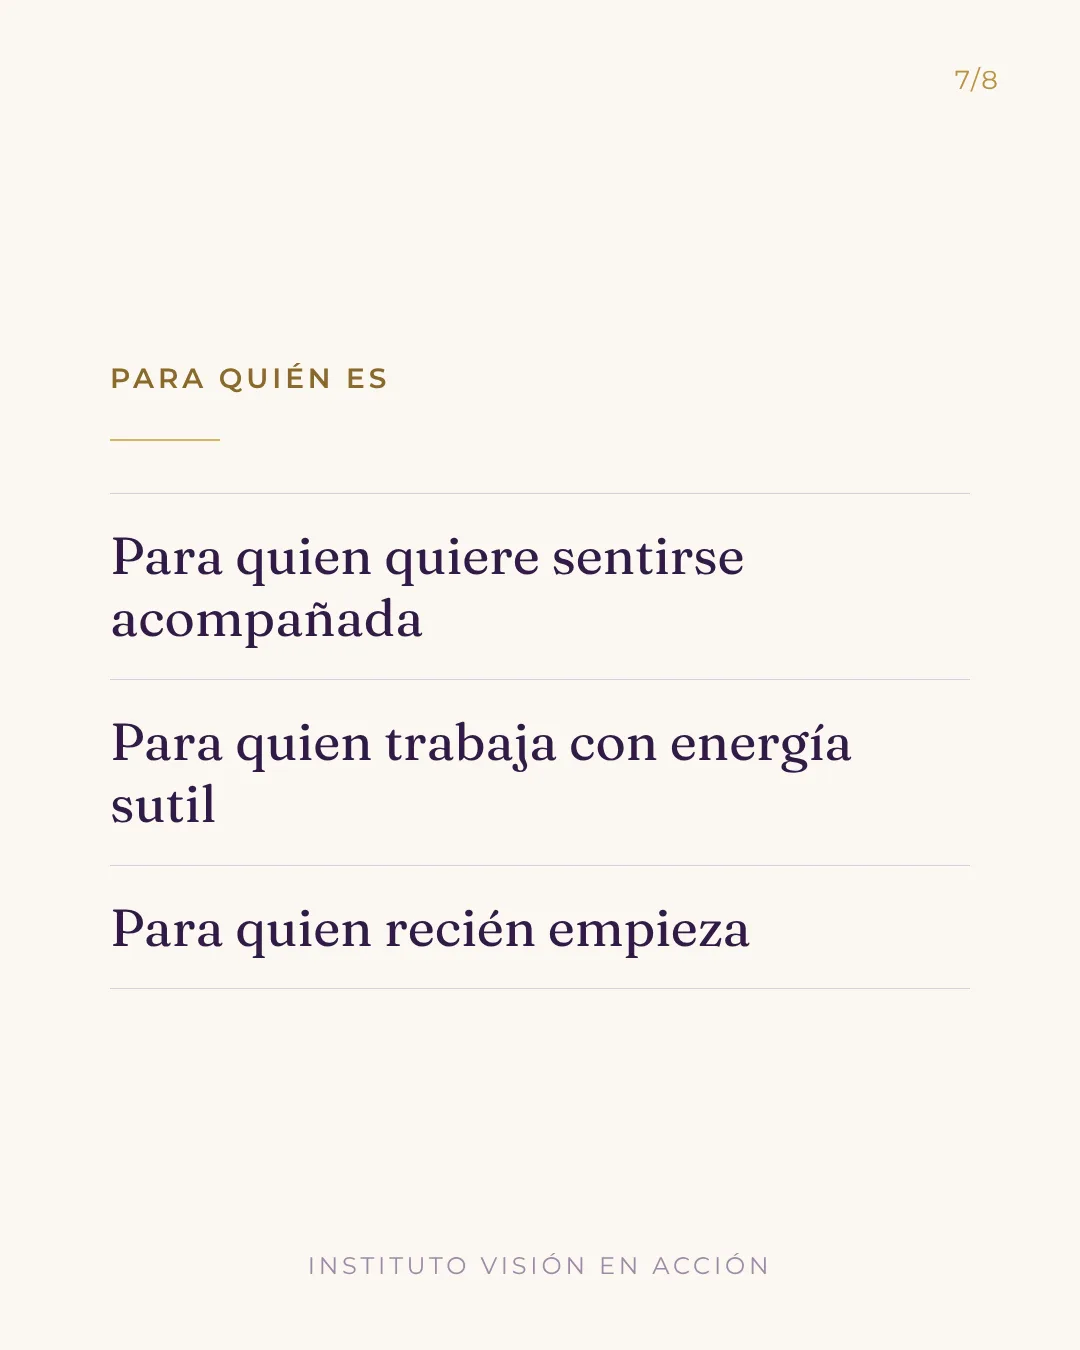 7/8
PARA QUIÉN ES
Para quien quiere sentirse
acompañada
Para quien trabaja con energía
sutil
Para quien recién empieza
INSTITUTO VISIÓN EN ACCIÓN